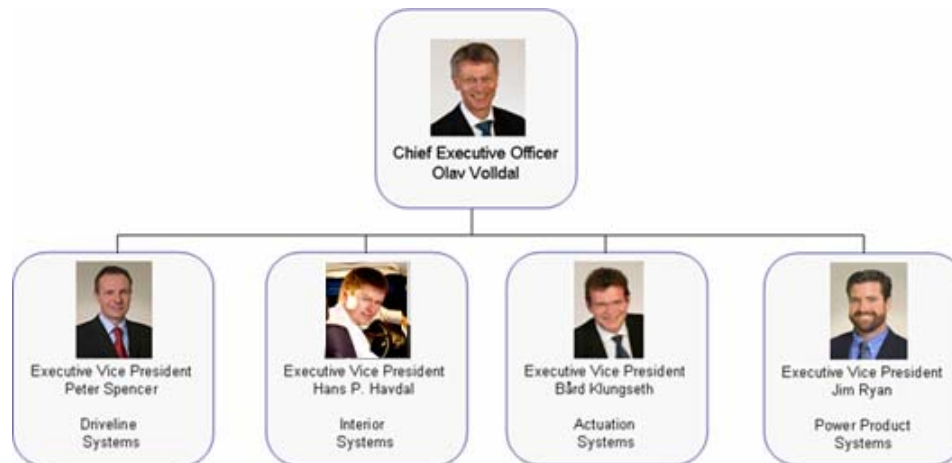 Chief Executive Officer
Olav Volldal
Executive Vice President
Peter Spencer
Driveline
Systems
Executive Vice President
Hans P. Havdal
Interior
Systems
Executive Vice President
Bård Klungseth
Actuation
Systems
Executive Vice President
Jim Ryan
Power Product
Systems